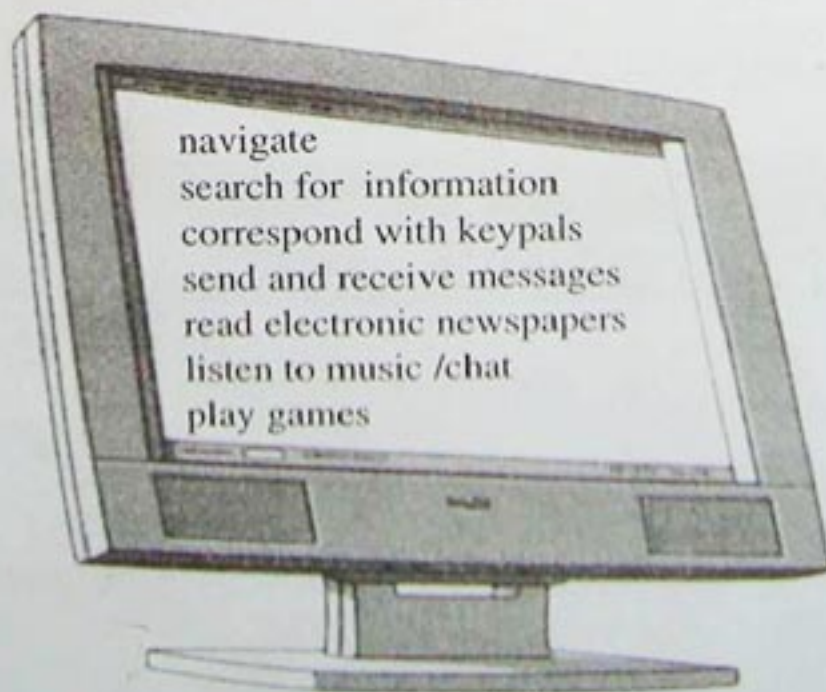 navigate
search for information
correspond with keypals
send and receive messages
read electronic newspapers
listen to music /chat
play games